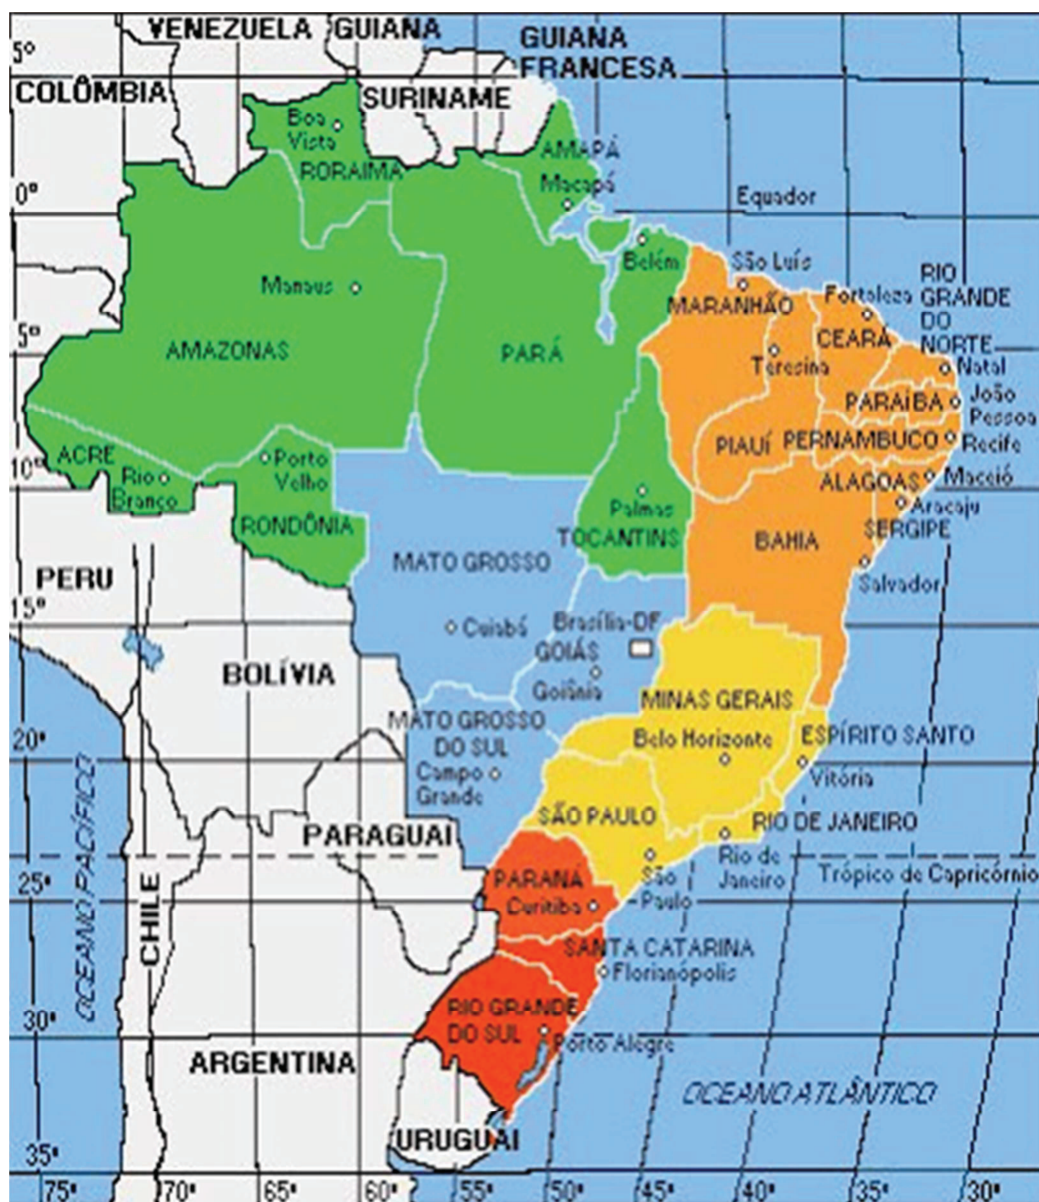 VENEZUELA
GUIANA
GUIANA
FRANCESA
5°
COLÔMBIA
SURINAME
Boa
Vista
RORAIMA
AMAPÁ
Macapá
0°
Equador
Belém
São Luís
RIO
GRANDE
DO
NORTE
Manaus
MARANHÃO
Fortaleza
CEARÁ
5°
AMAZONAS
PARÁ
Teresina
Natal
PARAÍBA
João
Pessoa
PIAUÍ
PERNAMBUCO
Recife
ACRE
Rio
Branco
Porto
Velho
10°
Palmas
ALAGOAS
Maceió
Aracaju
RONDÔNIA
TOCANTINS
BAHIA
SERGIPE
MATO GROSSO
Salvador
PERU
15°
Cuiabá
Brasília-DF
GOIÁS
Goiânia
BOLÍVIA
MINAS GERAIS
MATO GROSSO
DO SUL
Belo Horizonte
ESPÍRITO SANTO
Vitória
20°
Campo
Grande
OCEANO PACÍFICO
SÃO PAULO
RIO DE JANEIRO
PARAGUAI
Rio de
Janeiro
São
Paulo
Trópico de Capricórnio
25°
CHILE
PARANÁ
Curitiba
SANTA CATARINA
Florianópolis
RIO GRANDE
DO SUL
30°
Porto Alegre
ARGENTINA
OCEANO ATLÂNTICO
URUGUAI
35°
75°
70°
65°
60°
55°
50°
45°
40°
35°
30°